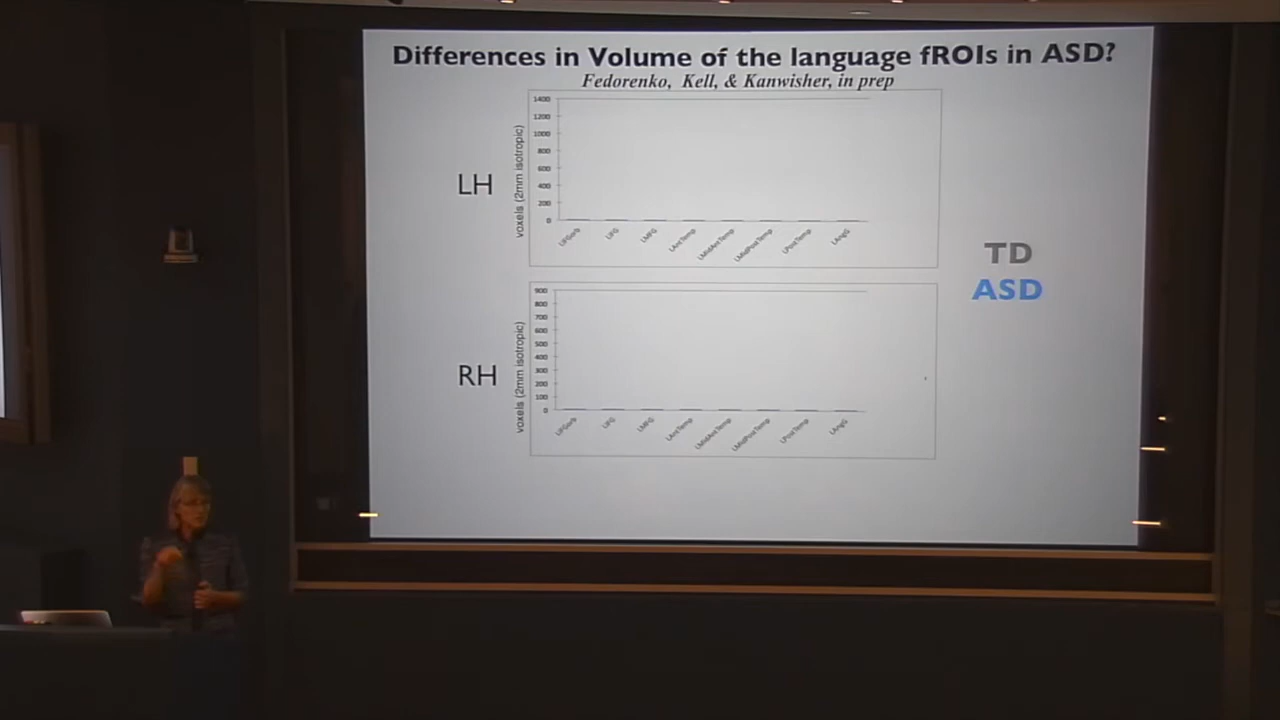 Differences in Volume of the language fROIs in ASD?
Fedorenko, Kell, & Kanwisher, in prep
LH
voxels (2mm isotropic)
1400
1200
1000
800
600
400
200
0
LIFGorb
LIFG
LMFG
LAntTemp
LMidAntTemp
LMidPostTemp
LPostTemp
LAngG
TD
ASD
RH
voxels (2mm isotropic)
900
800
700
600
500
400
300
200
100
0
LIFGorb
LIFG
LMFG
LAntTemp
LMidAntTemp
LMidPostTemp
LPostTemp
LAngG